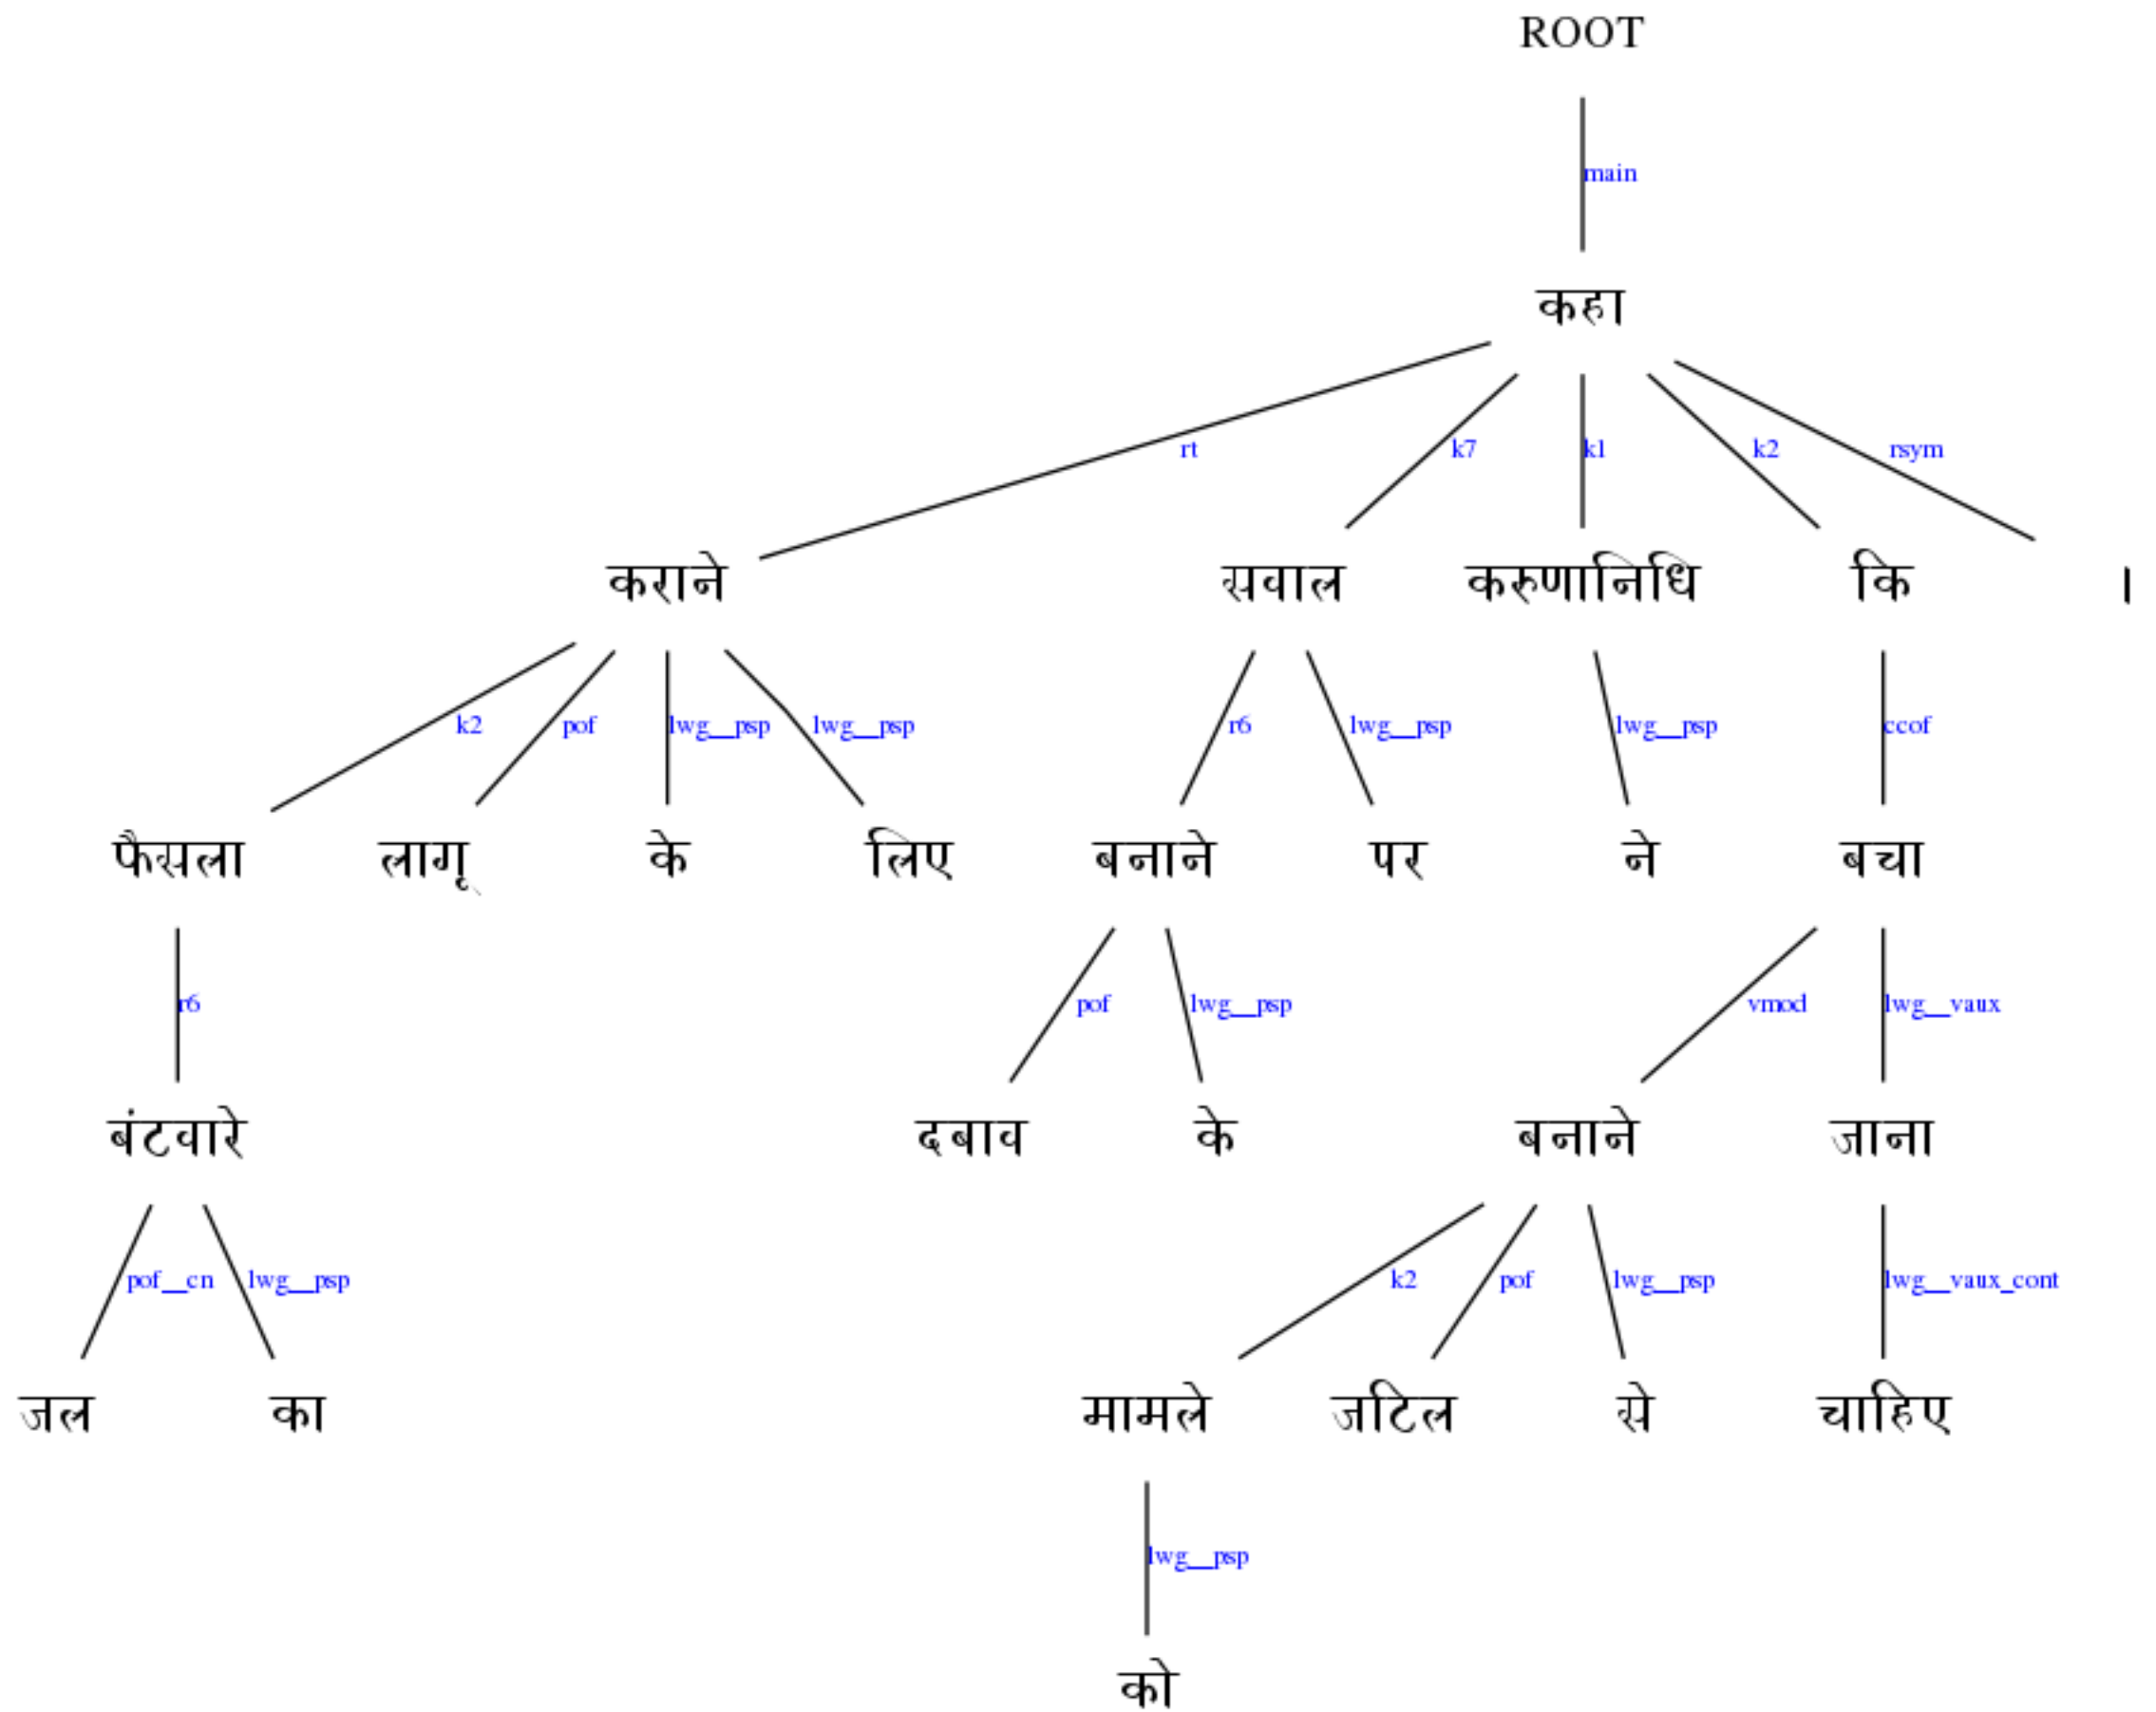 ROOT
main
कहा
rt k7 k1 k2 rsym
कराने सवाल करुणानिधि कि ।
k2 pof lwg__psp lwg__psp r6 lwg__psp lwg__psp ccof
फैसला लागू के लिए बनाने पर ने बचा
r6 pof lwg__psp vmod lwg__vaux
बंटवारे दबाव के बनाने जाना
pof__cn lwg__psp k2 pof lwg__psp lwg__vaux_cont
जल का मामले जटिल से चाहिए
lwg__psp
को